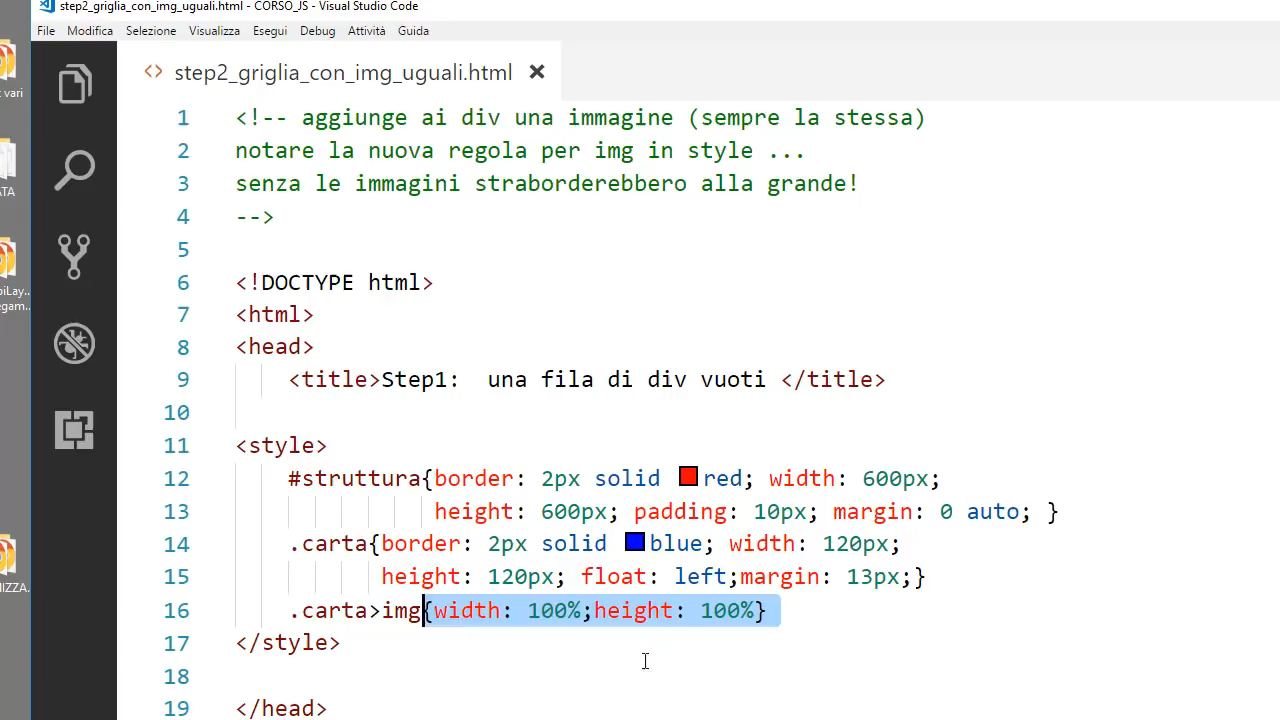 step2_griglia_con_img_uguali.html - CORSO_JS - Visual Studio Code
File Modifica Selezione Visualizza Esegui Debug Attività Guida
<> step2_griglia_con_img_uguali.html ×
1 <!-- aggiunge ai div una immagine (sempre la stessa)
2 notare la nuova regola per img in style ...
3 senza le immagini straborderebbero alla grande!
4 -->
5
6 <!DOCTYPE html>
7 <html>
8 <head>
9 <title>Step1:  una fila di div vuoti </title>
10
11 <style>
12 #struttura{border: 2px solid red; width: 600px;
13 height: 600px; padding: 10px; margin: 0 auto; }
14 .carta{border: 2px solid blue; width: 120px;
15 height: 120px; float: left;margin: 13px;}
16 .carta>img{width: 100%;height: 100%}
17 </style>
18
19 </head>
vari